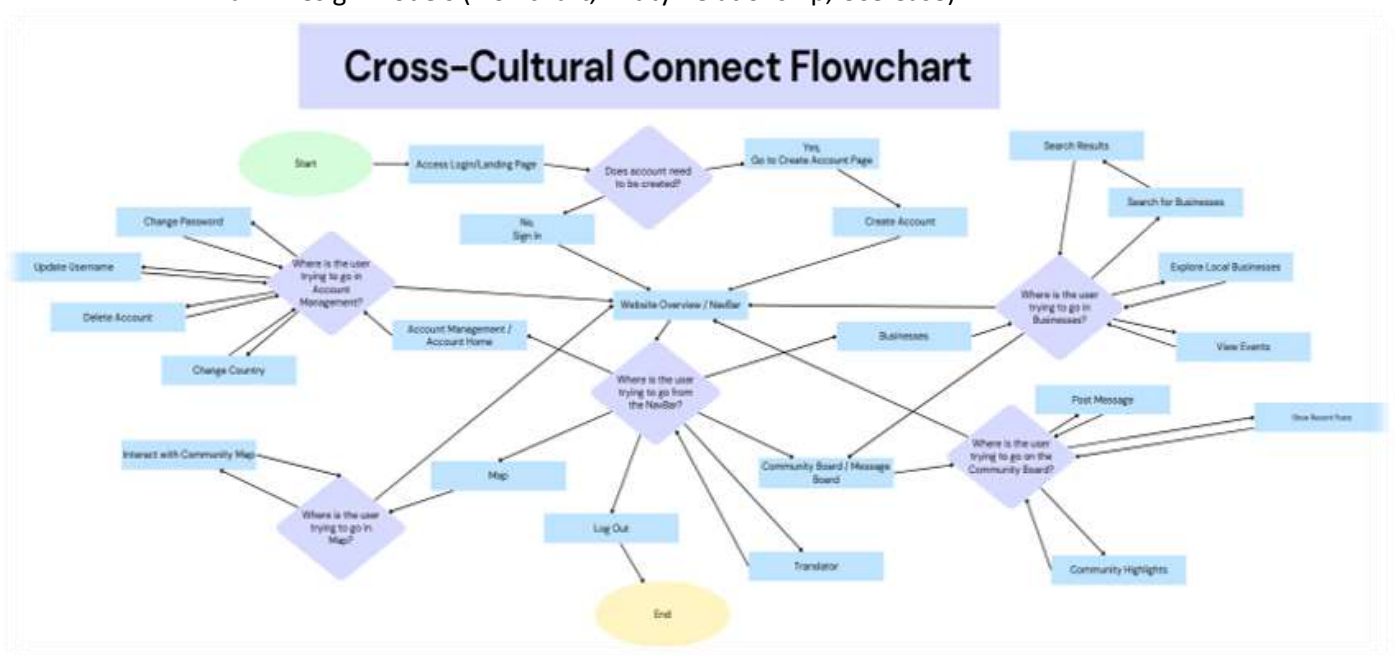 Cross-Cultural Connect Flowchart
Start
Access Login/Landing Page
Does account need
to be created?
Yes,
Go to Create Account Page
No,
Sign In
Create Account
Search Results
Search for Businesses
Explore Local Businesses
View Events
Where is the user
trying to go in
Businesses?
Change Password
Update Username
Delete Account
Change Country
Where is the user
trying to go in
Account
Management?
Website Overview / NavBar
Account Management /
Account Home
Businesses
Where is the user
trying to go from
the NavBar?
Post Message
Where is the user
trying to go on the
Community Board?
Community Board / Message
Board
Interact with Community Map
Map
Where is the user
trying to go in
Map?
Log Out
Translator
Community Highlights
End